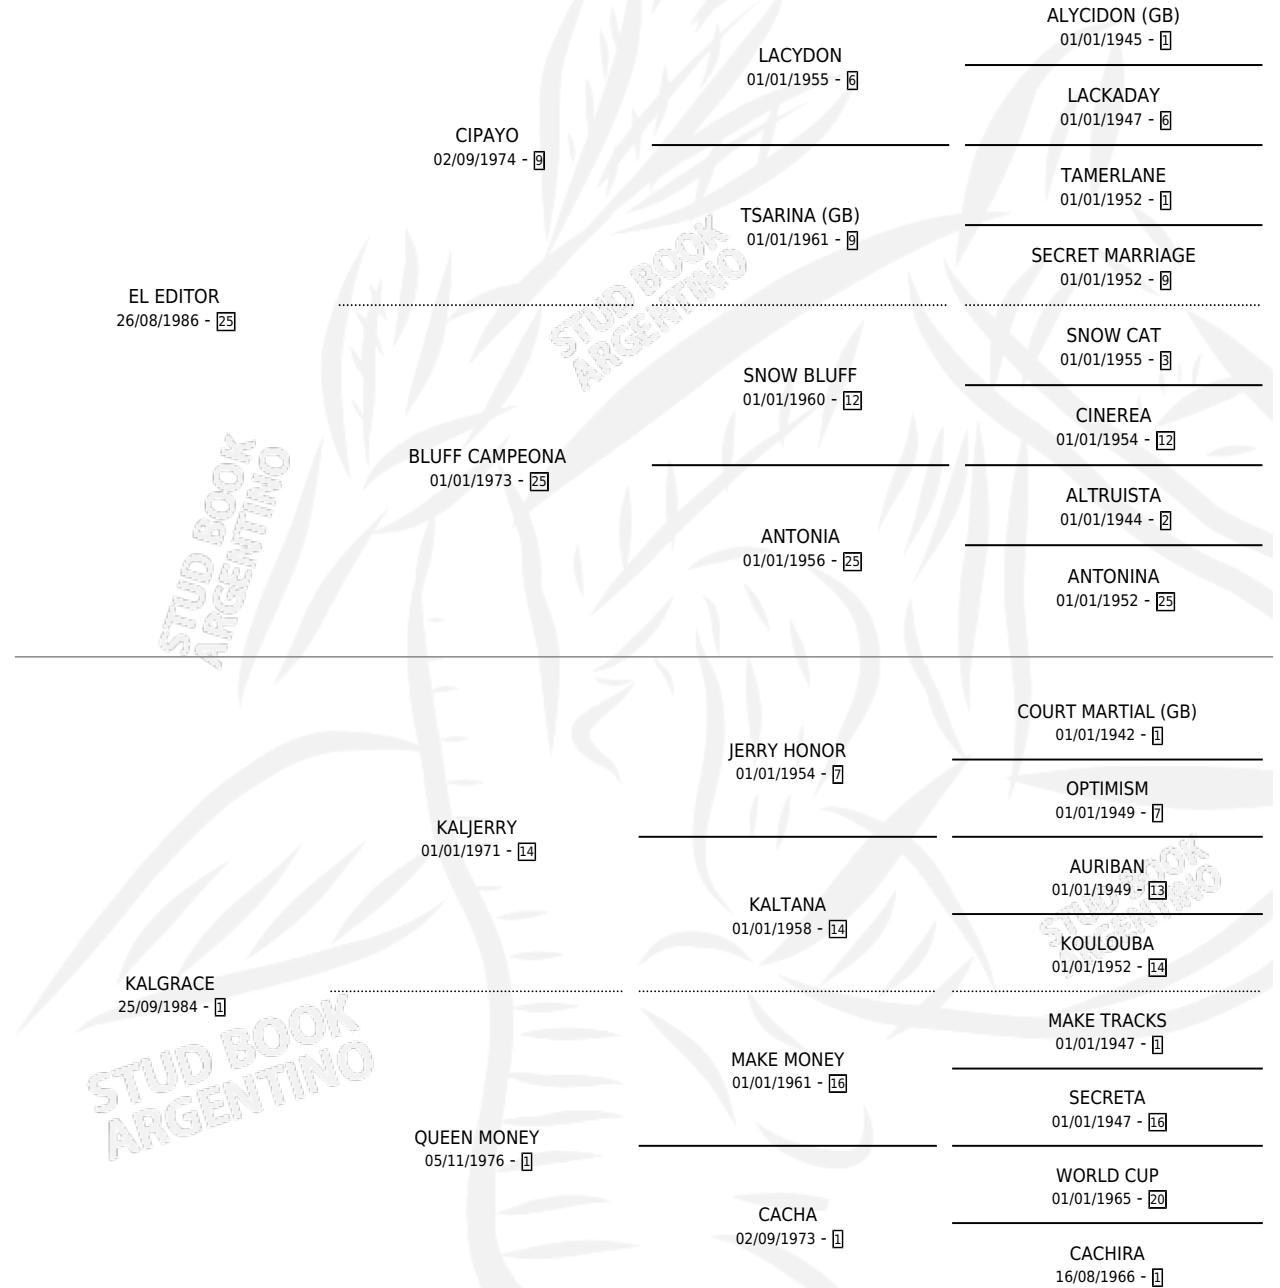 ALYCIDON (GB)
01/01/1945 - 1
LACYDON
01/01/1955 - 6
LACKADAY
01/01/1947 - 6
CIPAYO
02/09/1974 - 9
TAMERLANE
01/01/1952 - 1
TSARINA (GB)
01/01/1961 - 9
SECRET MARRIAGE
01/01/1952 - 9
EL EDITOR
26/08/1986 - 25
STUD BOOK
ARGENTINO
SNOW CAT
01/01/1955 - 3
SNOW BLUFF
01/01/1960 - 12
CINEREA
01/01/1954 - 12
BLUFF CAMPEONA
01/01/1973 - 25
ALTRUISTA
01/01/1944 - 2
ANTONIA
01/01/1956 - 25
ANTONINA
01/01/1952 - 25
STUD BOOK
ARGENTINO
COURT MARTIAL (GB)
01/01/1942 - 1
JERRY HONOR
01/01/1954 - 7
OPTIMISM
01/01/1949 - 7
KALJERRY
01/01/1971 - 14
AURIBAN
01/01/1949 - 13
KALTANA
01/01/1958 - 14
STUD BOOK
ARGENTINO
KOULOUBA
01/01/1952 - 14
KALGRACE
25/09/1984 - 1
STUD BOOK
ARGENTINO
MAKE TRACKS
01/01/1947 - 1
MAKE MONEY
01/01/1961 - 16
SECRETA
01/01/1947 - 16
QUEEN MONEY
05/11/1976 - 1
WORLD CUP
01/01/1965 - 20
CACHA
02/09/1973 - 1
CACHIRA
16/08/1966 - 1